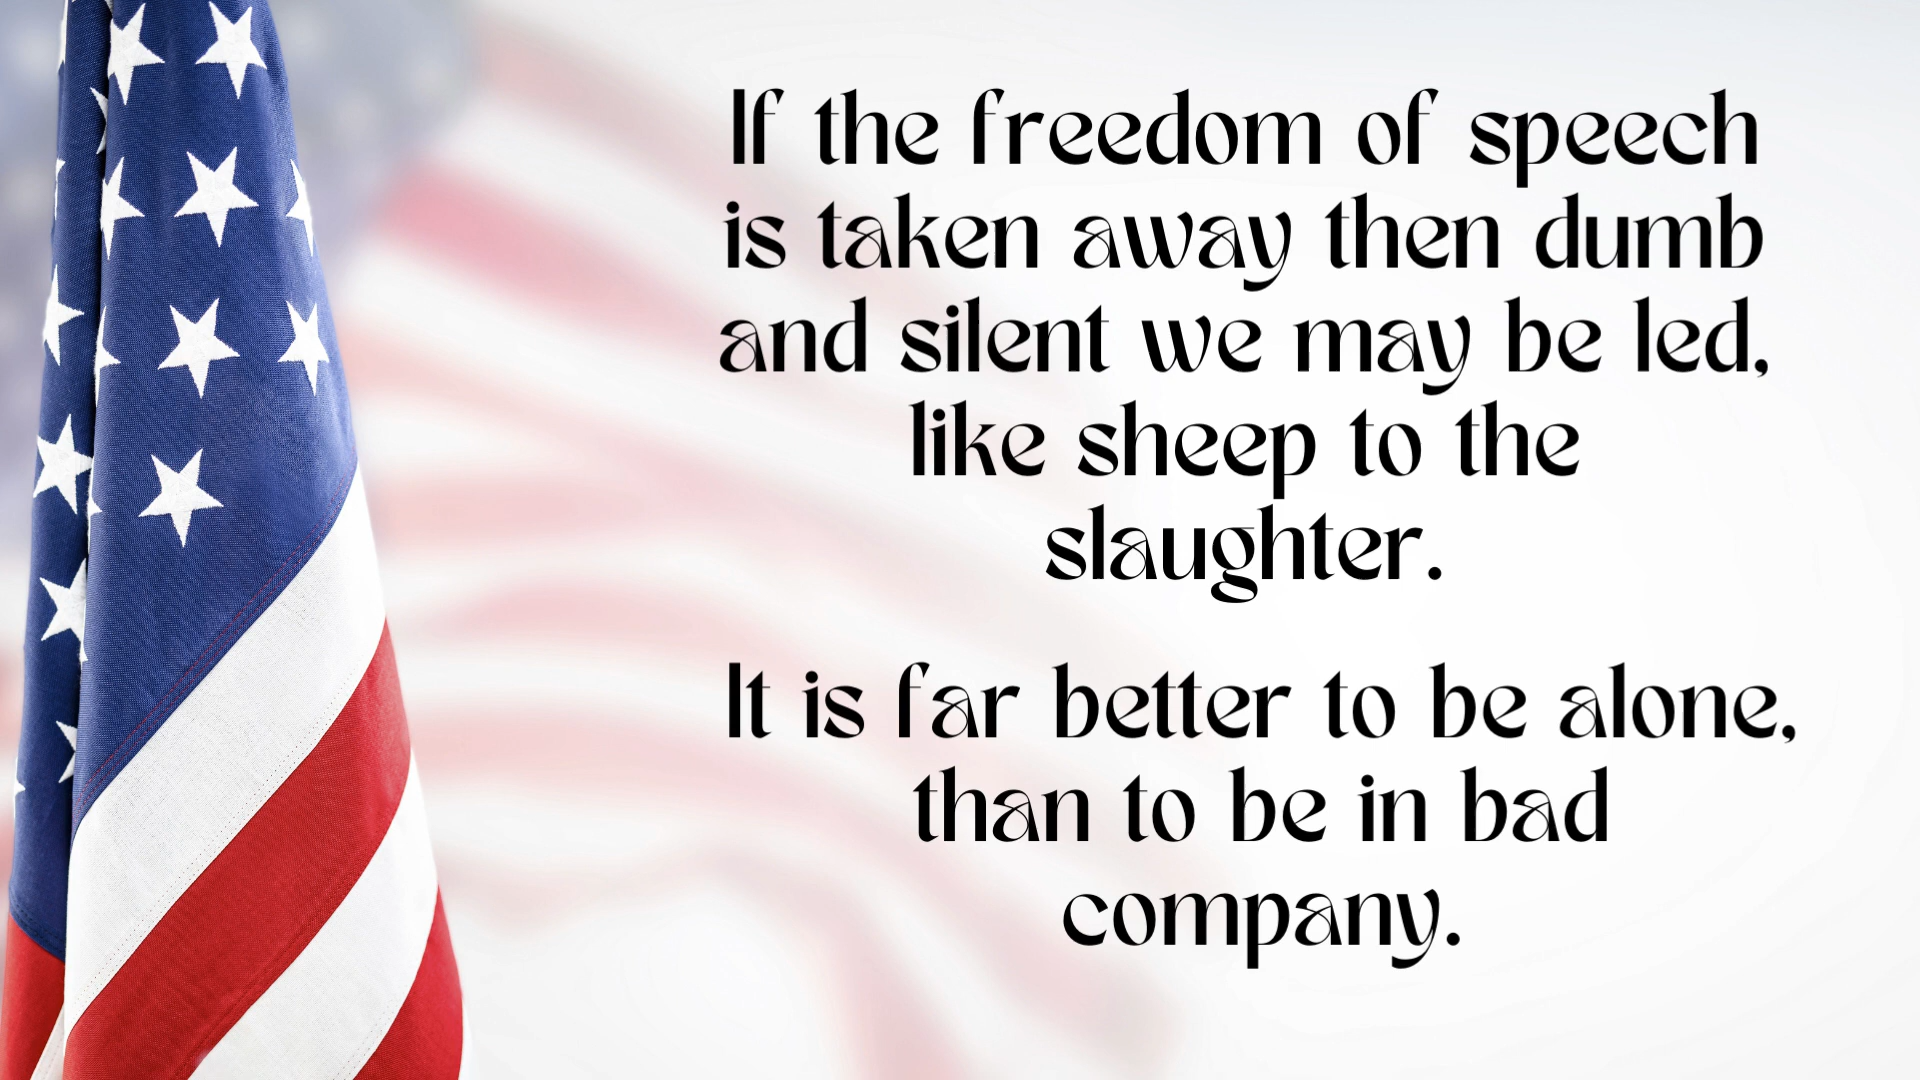 If the freedom of speech
is taken away then dumb
and silent we may be led,
like sheep to the
slaughter.
It is far better to be alone,
than to be in bad
company.